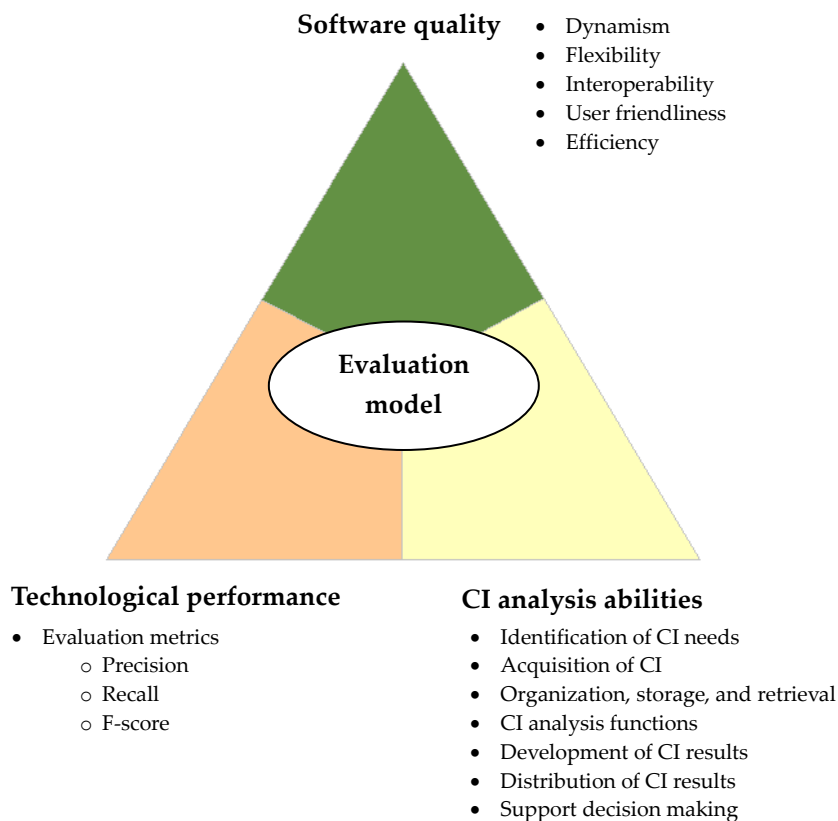 Software quality
• Dynamism
• Flexibility
• Interoperability
• User friendliness
• Efficiency
Evaluation
model
Technological performance
• Evaluation metrics
○ Precision
○ Recall
○ F-score
CI analysis abilities
• Identification of CI needs
• Acquisition of CI
• Organization, storage, and retrieval
• CI analysis functions
• Development of CI results
• Distribution of CI results
• Support decision making